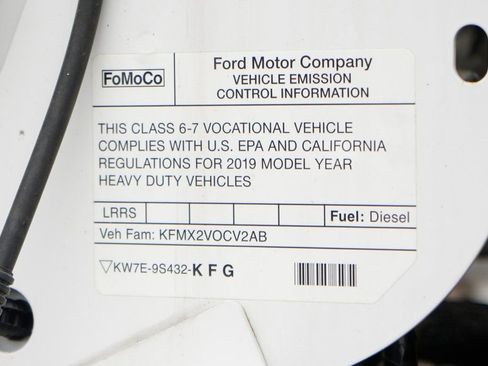 FoMoCo
Ford Motor Company
VEHICLE EMISSION
CONTROL INFORMATION
THIS CLASS 6-7 VOCATIONAL VEHICLE
COMPLIES WITH U.S. EPA AND CALIFORNIA
REGULATIONS FOR 2019 MODEL YEAR
HEAVY DUTY VEHICLES
LRRS Fuel: Diesel
Veh Fam: KFMX2VOCV2AB
▽KW7E-9S432-K F G